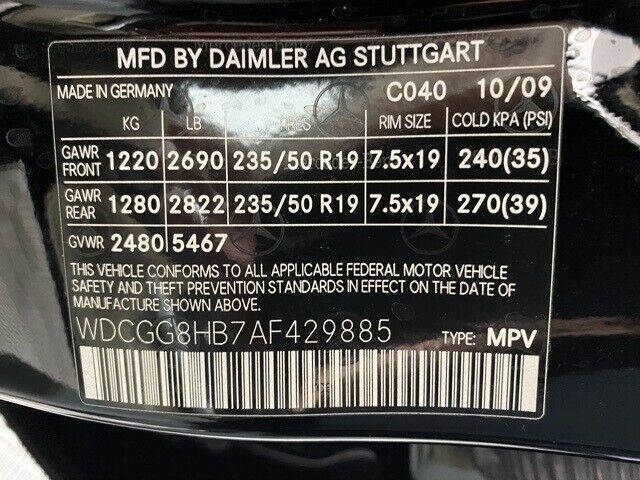 MFD BY DAIMLER AG STUTTGART
MADE IN GERMANY C040 10/09
KG LB RIM SIZE COLD KPA (PSI)
GAWR FRONT 1220 2690 235/50 R19 7.5x19 240(35)
GAWR REAR 1280 2822 235/50 R19 7.5x19 270(39)
GVWR 2480 5467
THIS VEHICLE CONFORMS TO ALL APPLICABLE FEDERAL MOTOR VEHICLE
SAFETY AND THEFT PREVENTION STANDARDS IN EFFECT ON THE DATE OF
MANUFACTURE SHOWN ABOVE.
WDCGG8HB7AF429885 TYPE: MPV